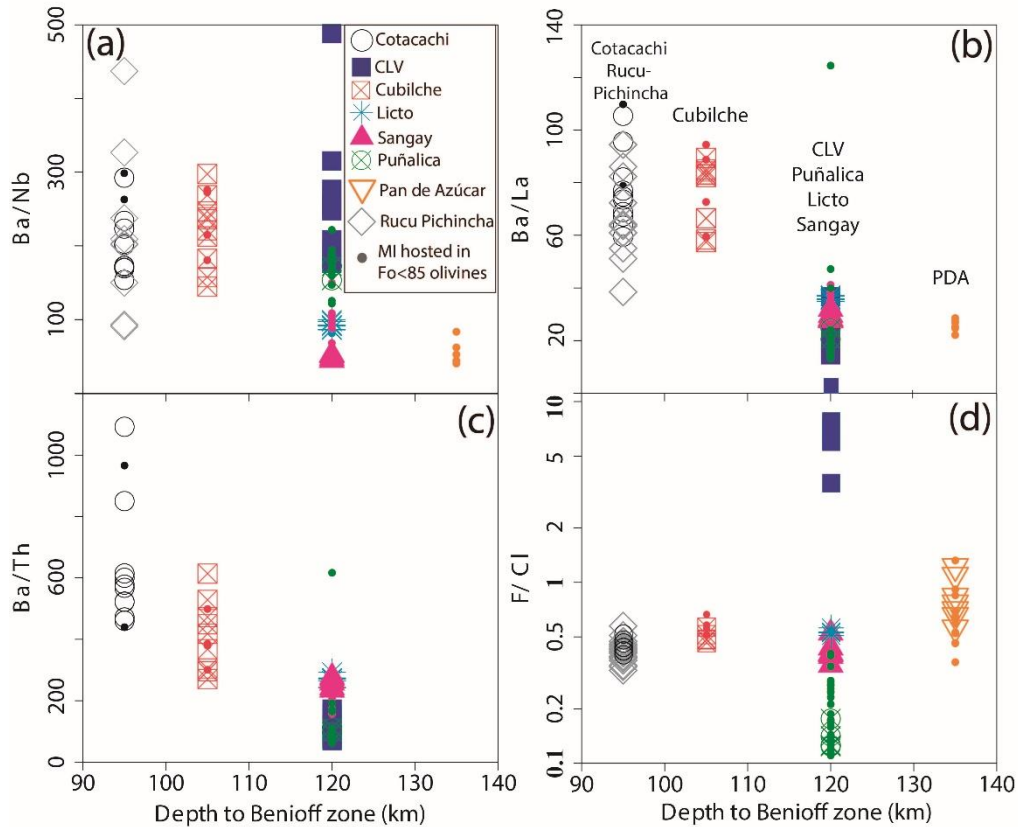 (a)
500
300
100
Ba/Nb
Cotacachi
CLV
Cubilche
Licto
Sangay
Puñalica
Pan de Azúcar
Rucu Pichincha
MI hosted in
Fo<85 olivines
(b)
140
100
60
20
Ba/La
Cotacachi
Rucu-
Pichincha
Cubilche
CLV
Puñalica
Licto
Sangay
PDA
(c)
1000
600
200
0
Ba/Th
90 100 110 120 130 140
Depth to Benioff zone (km)
(d)
10
5
2
1
0.5
0.2
0.1
F/Cl
90 100 110 120 130 140
Depth to Benioff zone (km)